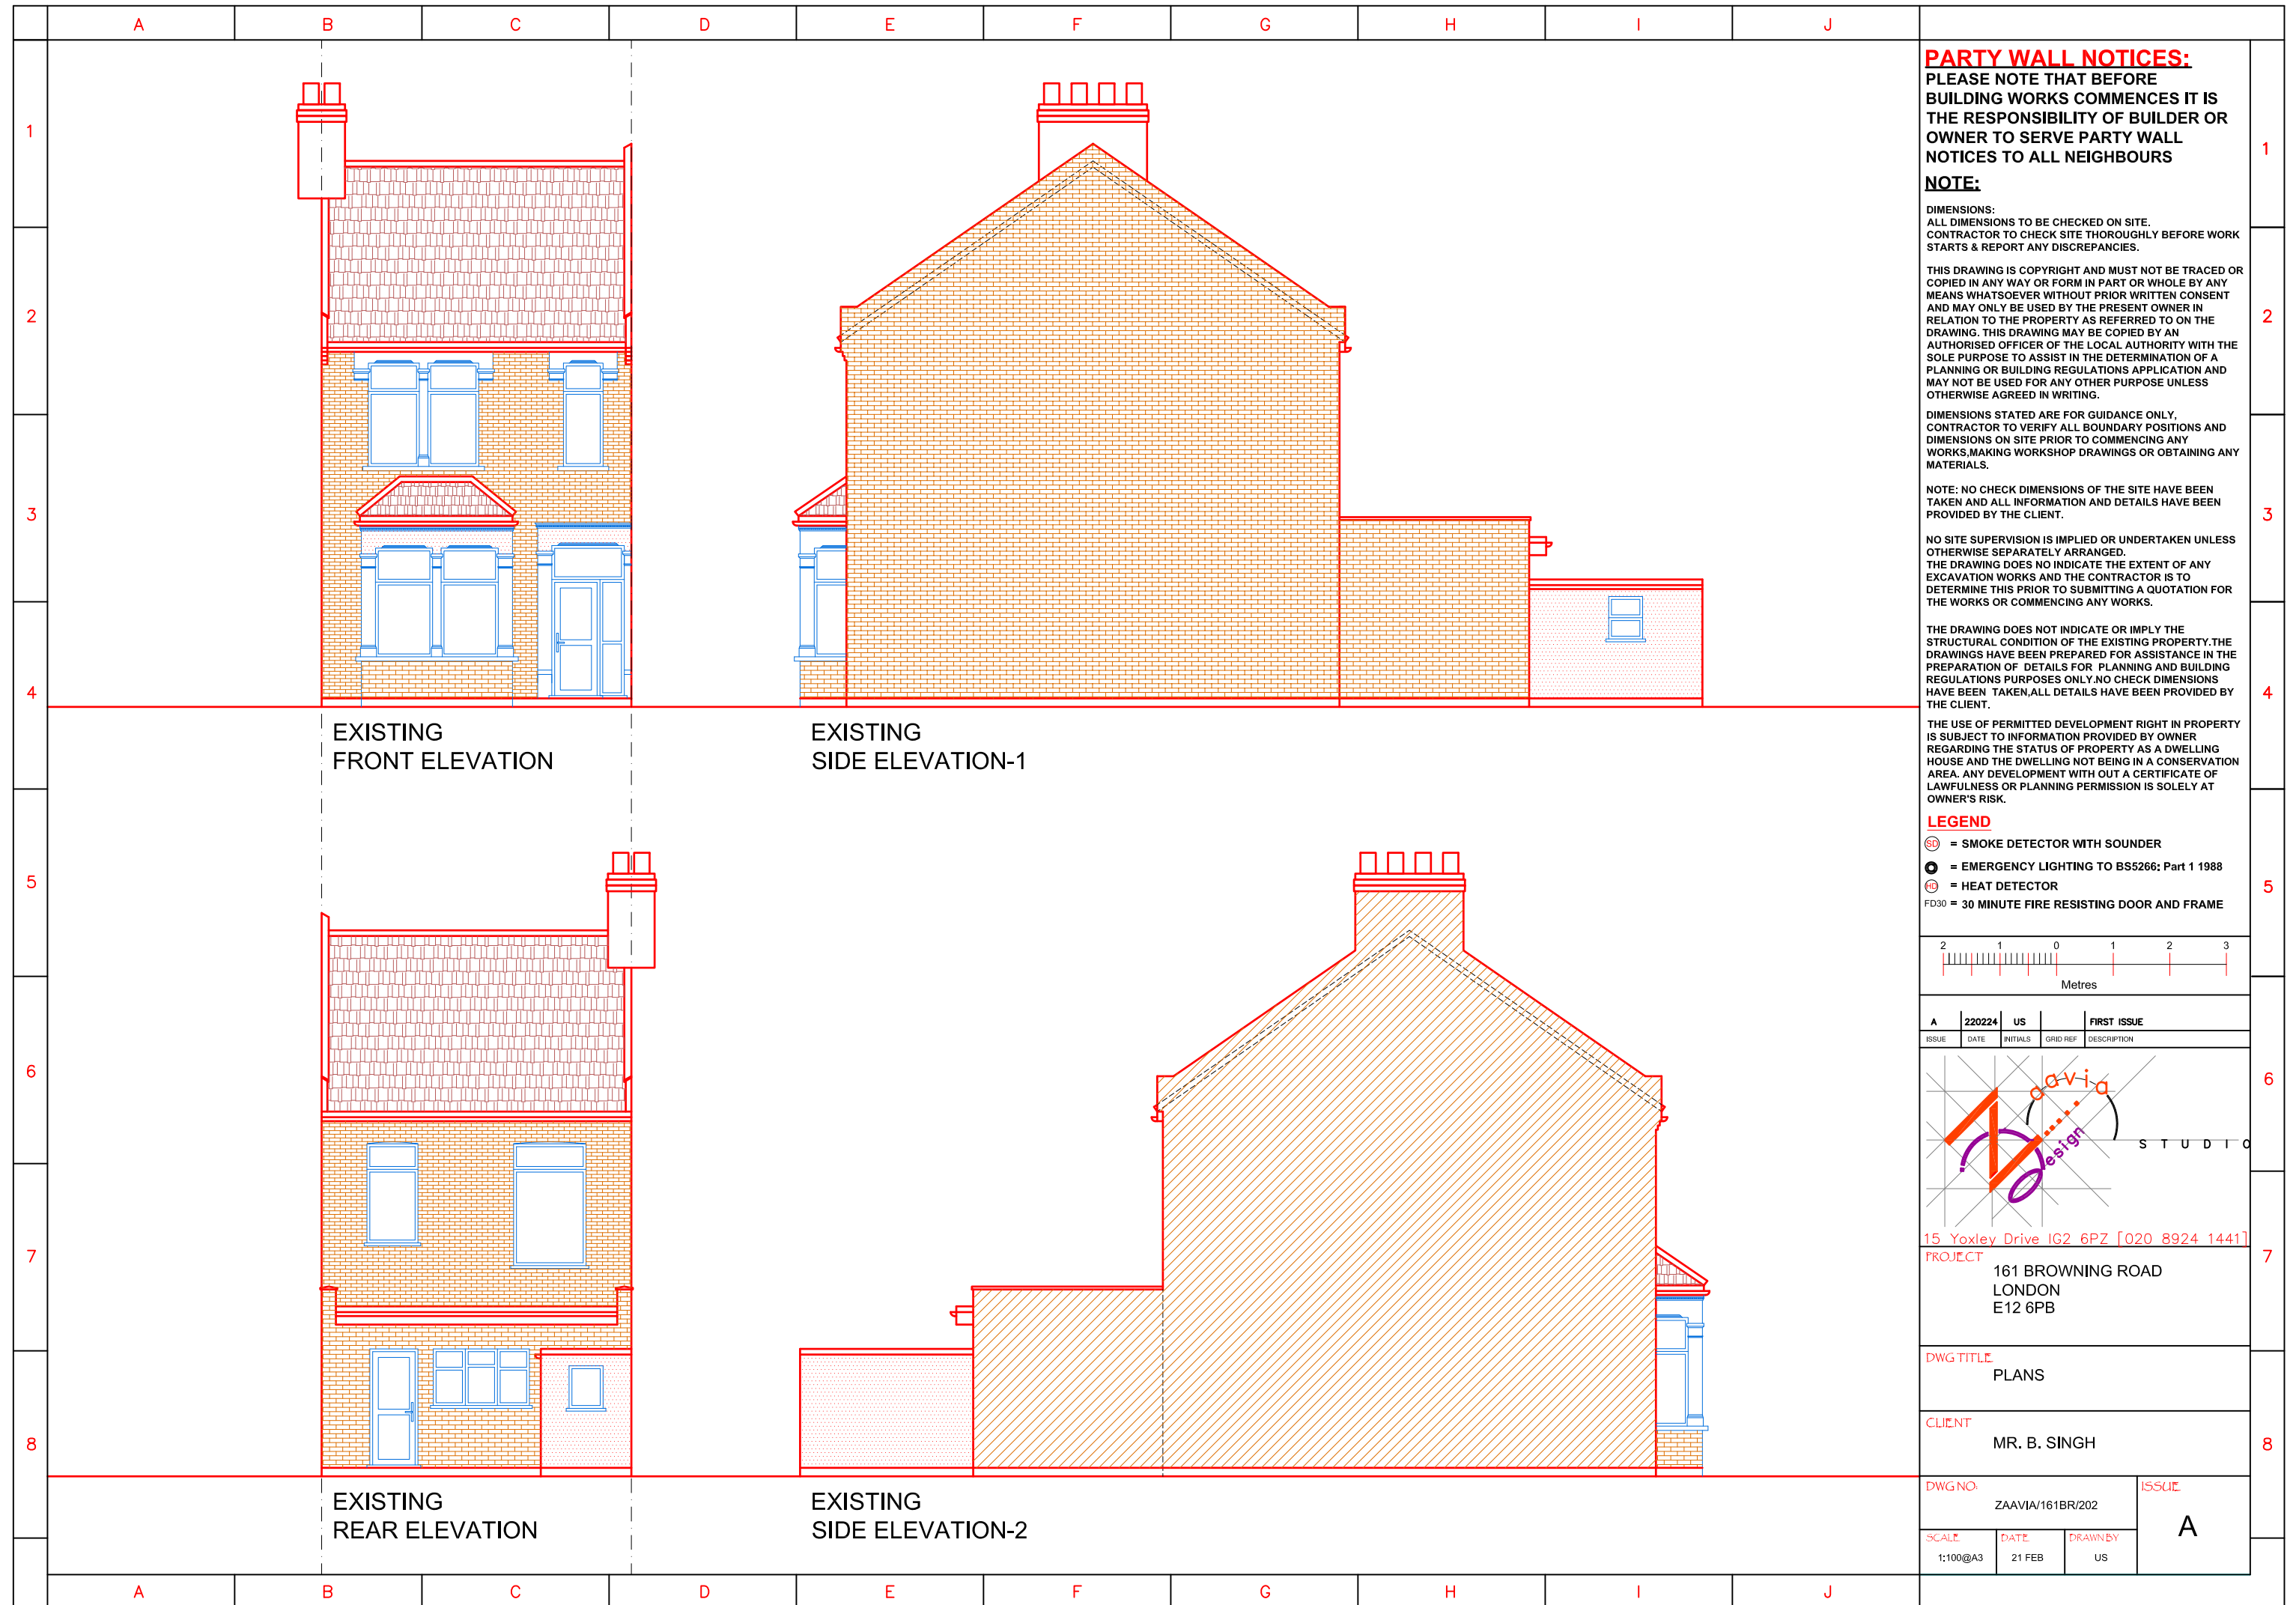 A B C D E F G H I J
1
2
3
4
5
6
7
8
EXISTING
FRONT ELEVATION
EXISTING
SIDE ELEVATION-1
EXISTING
REAR ELEVATION
EXISTING
SIDE ELEVATION-2
A B C D E F G H I J
1
2
3
4
5
6
7
8
PARTY WALL NOTICES:
PLEASE NOTE THAT BEFORE
BUILDING WORKS COMMENCES IT IS
THE RESPONSIBILITY OF BUILDER OR
OWNER TO SERVE PARTY WALL
NOTICES TO ALL NEIGHBOURS
NOTE:
DIMENSIONS:
ALL DIMENSIONS TO BE CHECKED ON SITE.
CONTRACTOR TO CHECK SITE THOROUGHLY BEFORE WORK
STARTS & REPORT ANY DISCREPANCIES.
THIS DRAWING IS COPYRIGHT AND MUST NOT BE TRACED OR
COPIED IN ANY WAY OR FORM IN PART OR WHOLE BY ANY
MEANS WHATSOEVER WITHOUT PRIOR WRITTEN CONSENT
AND MAY ONLY BE USED BY THE PRESENT OWNER IN
RELATION TO THE PROPERTY AS REFERRED TO ON THE
DRAWING. THIS DRAWING MAY BE COPIED BY AN
AUTHORISED OFFICER OF THE LOCAL AUTHORITY WITH THE
SOLE PURPOSE TO ASSIST IN THE DETERMINATION OF A
PLANNING OR BUILDING REGULATIONS APPLICATION AND
MAY NOT BE USED FOR ANY OTHER PURPOSE UNLESS
OTHERWISE AGREED IN WRITING.
DIMENSIONS STATED ARE FOR GUIDANCE ONLY,
CONTRACTOR TO VERIFY ALL BOUNDARY POSITIONS AND
DIMENSIONS ON SITE PRIOR TO COMMENCING ANY
WORKS,MAKING WORKSHOP DRAWINGS OR OBTAINING ANY
MATERIALS.
NOTE: NO CHECK DIMENSIONS OF THE SITE HAVE BEEN
TAKEN AND ALL INFORMATION AND DETAILS HAVE BEEN
PROVIDED BY THE CLIENT.
NO SITE SUPERVISION IS IMPLIED OR UNDERTAKEN UNLESS
OTHERWISE SEPARATELY ARRANGED.
THE DRAWING DOES NO INDICATE THE EXTENT OF ANY
EXCAVATION WORKS AND THE CONTRACTOR IS TO
DETERMINE THIS PRIOR TO SUBMITTING A QUOTATION FOR
THE WORKS OR COMMENCING ANY WORKS.
THE DRAWING DOES NOT INDICATE OR IMPLY THE
STRUCTURAL CONDITION OF THE EXISTING PROPERTY.THE
DRAWINGS HAVE BEEN PREPARED FOR ASSISTANCE IN THE
PREPARATION OF DETAILS FOR PLANNING AND BUILDING
REGULATIONS PURPOSES ONLY.NO CHECK DIMENSIONS
HAVE BEEN TAKEN,ALL DETAILS HAVE BEEN PROVIDED BY
THE CLIENT.
THE USE OF PERMITTED DEVELOPMENT RIGHT IN PROPERTY
IS SUBJECT TO INFORMATION PROVIDED BY OWNER
REGARDING THE STATUS OF PROPERTY AS A DWELLING
HOUSE AND THE DWELLING NOT BEING IN A CONSERVATION
AREA. ANY DEVELOPMENT WITH OUT A CERTIFICATE OF
LAWFULNESS OR PLANNING PERMISSION IS SOLELY AT
OWNER'S RISK.
LEGEND
SD = SMOKE DETECTOR WITH SOUNDER
= EMERGENCY LIGHTING TO BS5266: Part 1 1988
HD = HEAT DETECTOR
FD30 = 30 MINUTE FIRE RESISTING DOOR AND FRAME
2 1 0 1 2 3
Metres
A 220224 US FIRST ISSUE
ISSUE DATE INITIALS GRID REF DESCRIPTION
Zaavia
Design
STUDIO
15 Yoxley Drive IG2 6PZ [020 8924 1441]
PROJECT
161 BROWNING ROAD
LONDON
E12 6PB
DWG TITLE
PLANS
CLIENT
MR. B. SINGH
DWG NO:
ZAAVIA/161BR/202
ISSUE
A
SCALE DATE DRAWN BY
1:100@A3 21 FEB US
1
2
3
4
5
6
7
8